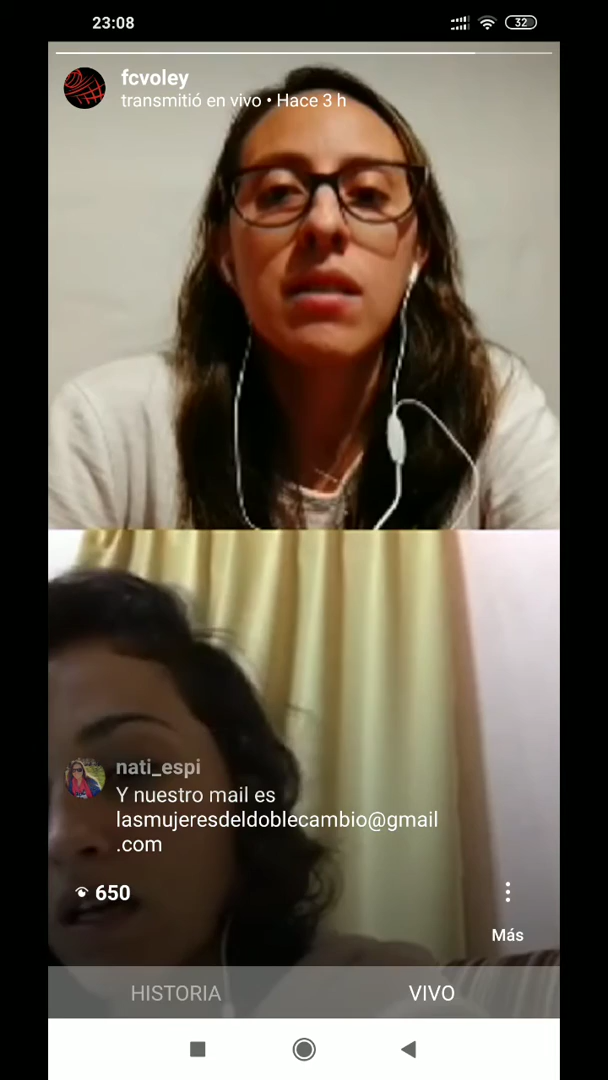 23:08
32
fcvoley
transmitió en vivo • Hace 3 h
nati_espi
Y nuestro mail es
lasmujeresdeldoblecambio@gmail
.com
650
Más
HISTORIA
VIVO